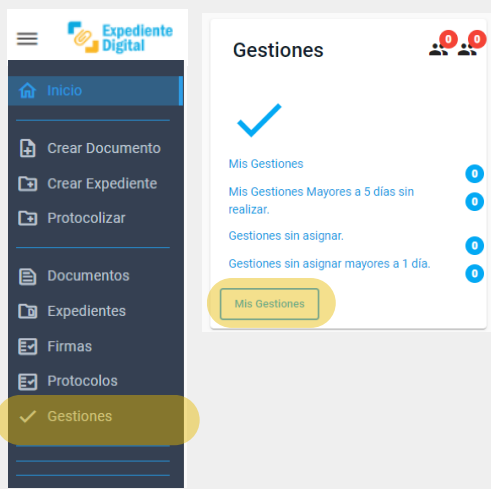 Expediente
Digital
Inicio
Crear Documento
Crear Expediente
Protocolizar
Documentos
Expedientes
Firmas
Protocolos
Gestiones
Gestiones
0 0
Mis Gestiones
0
Mis Gestiones Mayores a 5 días sin
realizar.
0
Gestiones sin asignar.
0
Gestiones sin asignar mayores a 1 día.
0
Mis Gestiones